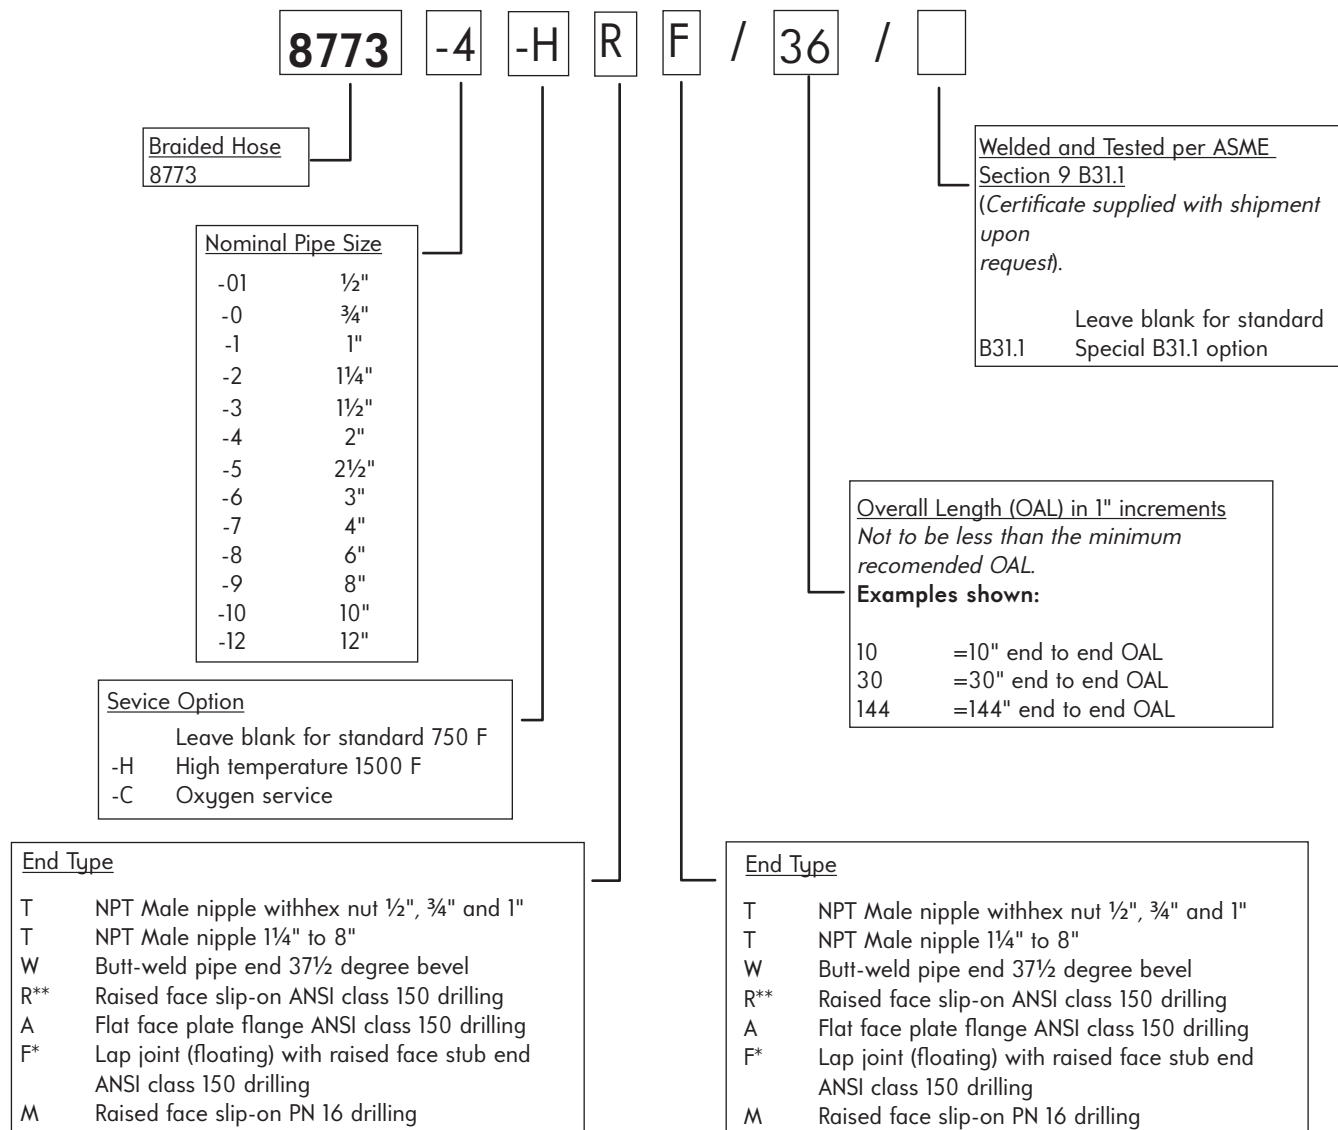 8773 -4 -H R F / 36 /
Braided Hose
8773
Welded and Tested per ASME
Section 9 B31.1
(Certificate supplied with shipment
upon
request).
Leave blank for standard
B31.1 Special B31.1 option
Nominal Pipe Size
-01 ½"
-0 ¾"
-1 1"
-2 1¼"
-3 1½"
-4 2"
-5 2½"
-6 3"
-7 4"
-8 6"
-9 8"
-10 10"
-12 12"
Overall Length (OAL) in 1" increments
Not to be less than the minimum
recomended OAL.
Examples shown:
10 =10" end to end OAL
30 =30" end to end OAL
144 =144" end to end OAL
Sevice Option
Leave blank for standard 750 F
-H High temperature 1500 F
-C Oxygen service
End Type
T NPT Male nipple withhex nut ½", ¾" and 1"
T NPT Male nipple 1¼" to 8"
W Butt-weld pipe end 37½ degree bevel
R** Raised face slip-on ANSI class 150 drilling
A Flat face plate flange ANSI class 150 drilling
F* Lap joint (floating) with raised face stub end
ANSI class 150 drilling
M Raised face slip-on PN 16 drilling
End Type
T NPT Male nipple withhex nut ½", ¾" and 1"
T NPT Male nipple 1¼" to 8"
W Butt-weld pipe end 37½ degree bevel
R** Raised face slip-on ANSI class 150 drilling
A Flat face plate flange ANSI class 150 drilling
F* Lap joint (floating) with raised face stub end
ANSI class 150 drilling
M Raised face slip-on PN 16 drilling